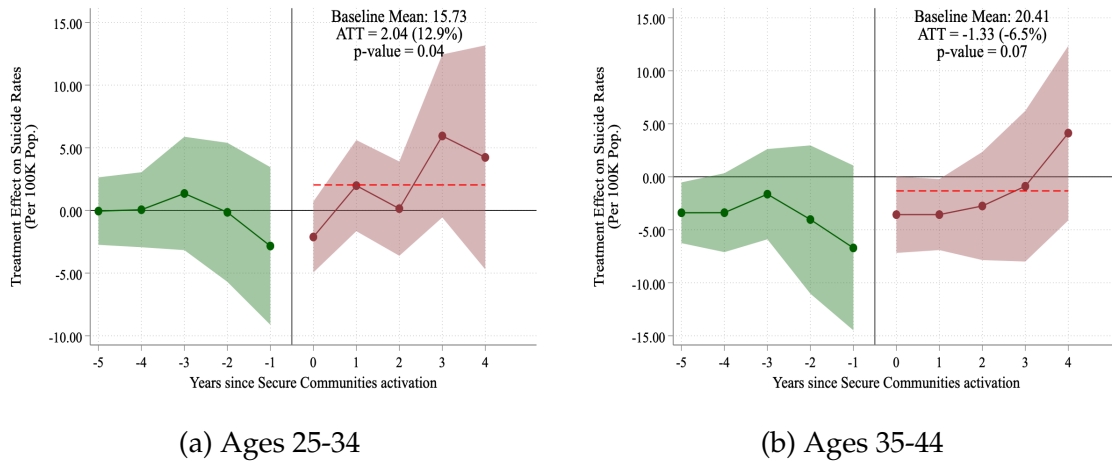 Baseline Mean: 15.73
ATT = 2.04 (12.9%)
p-value = 0.04
Treatment Effect on Suicide Rates
(Per 100K Pop.)
15.00
10.00
5.00
0.00
-5.00
-10.00
-5 -4 -3 -2 -1 0 1 2 3 4
Years since Secure Communities activation
(a) Ages 25-34
Baseline Mean: 20.41
ATT = -1.33 (-6.5%)
p-value = 0.07
Treatment Effect on Suicide Rates
(Per 100K Pop.)
15.00
10.00
5.00
0.00
-5.00
-10.00
-15.00
-5 -4 -3 -2 -1 0 1 2 3 4
Years since Secure Communities activation
(b) Ages 35-44